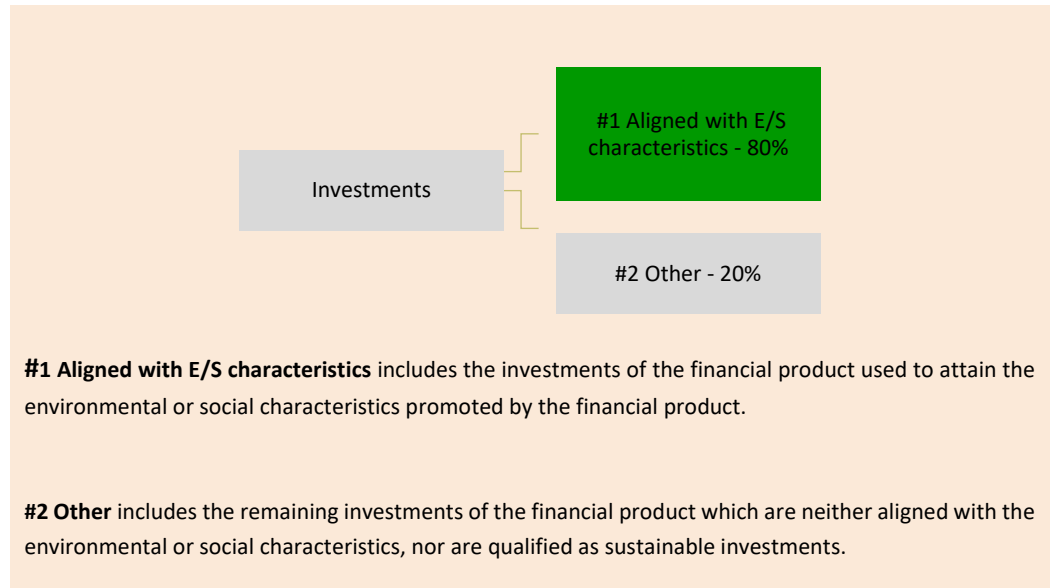 #1 Aligned with E/S
characteristics - 80%
Investments
#2 Other - 20%
#1 Aligned with E/S characteristics includes the investments of the financial product used to attain the
environmental or social characteristics promoted by the financial product.
#2 Other includes the remaining investments of the financial product which are neither aligned with the
environmental or social characteristics, nor are qualified as sustainable investments.